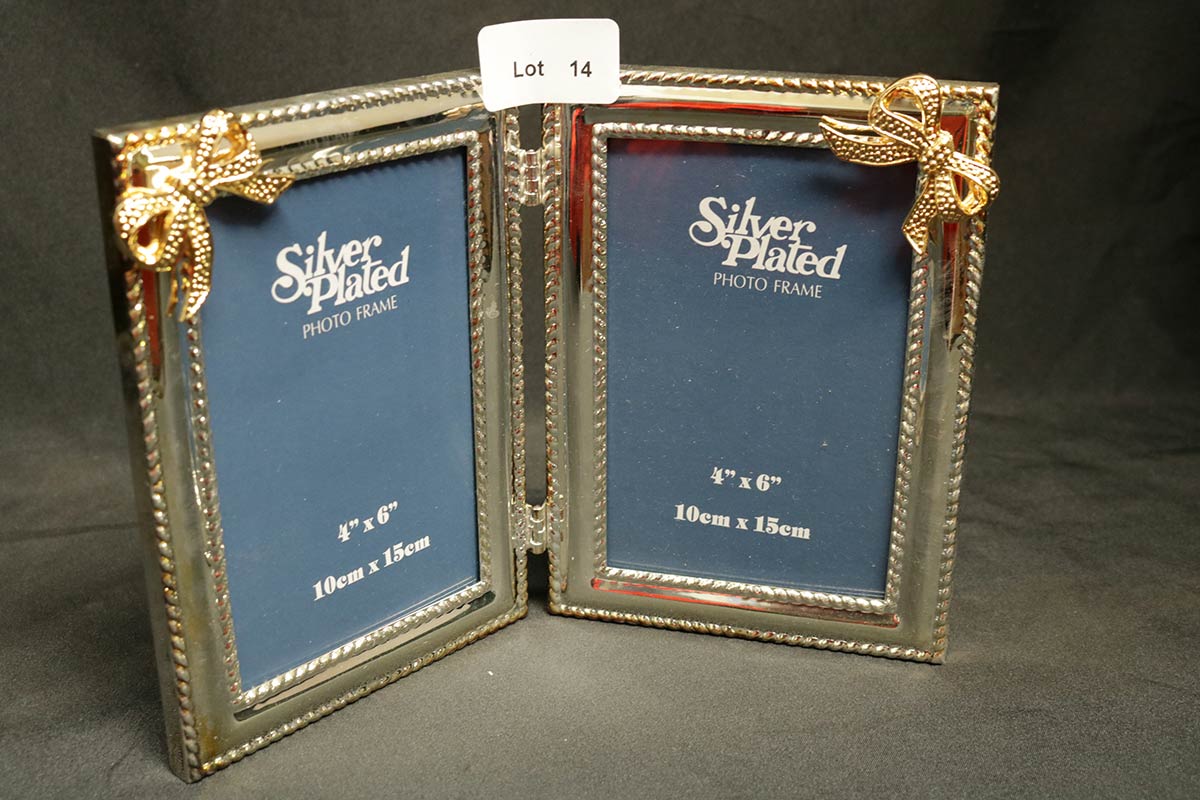 Lot 14
Silver
Plated
PHOTO FRAME
4” x 6”
10cm x 15cm
Silver
Plated
PHOTO FRAME
4” x 6”
10cm x 15cm